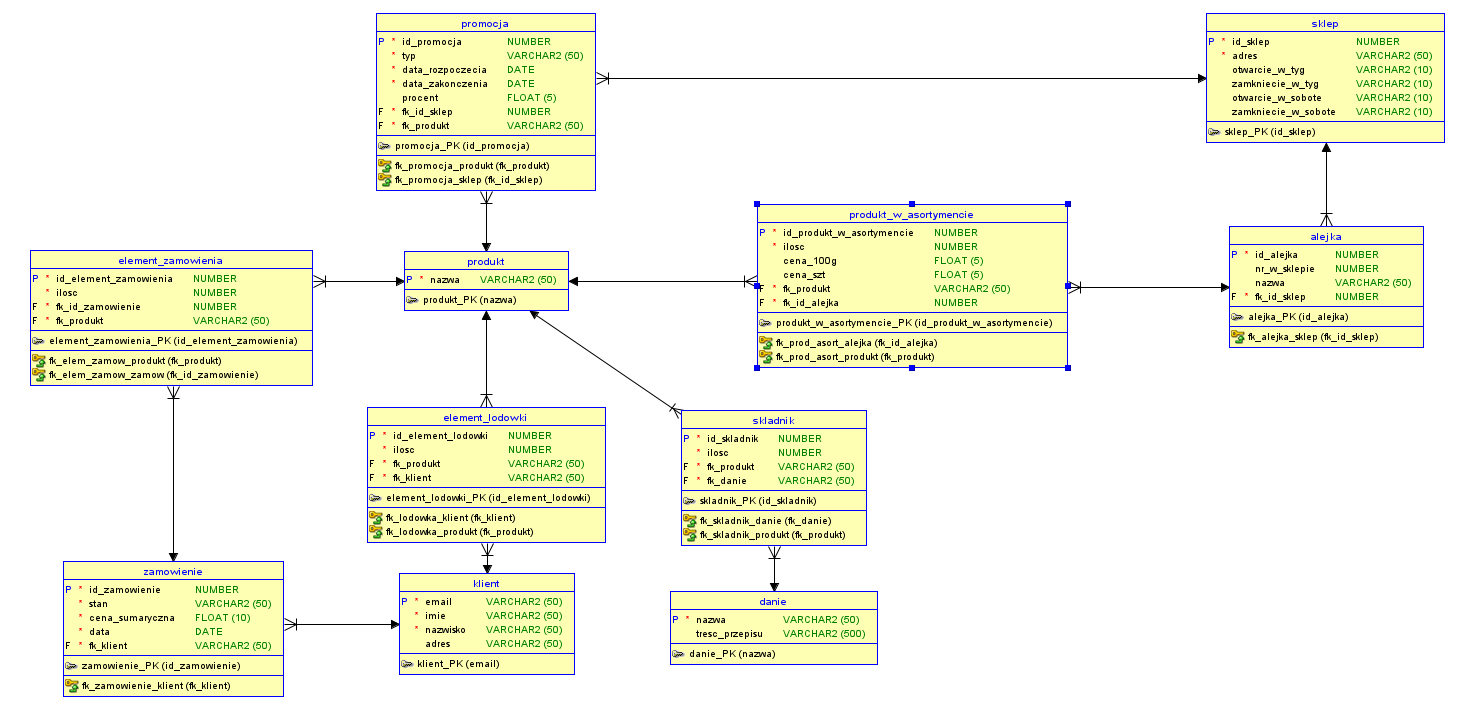 promocja
P * id_promocja NUMBER
* typ VARCHAR2 (50)
* data_rozpoczecia DATE
* data_zakonczenia DATE
procent FLOAT (5)
F * fk_id_sklep NUMBER
F * fk_produkt VARCHAR2 (50)
promocja_PK (id_promocja)
fk_promocja_produkt (fk_produkt)
fk_promocja_sklep (fk_id_sklep)
sklep
P * id_sklep NUMBER
* adres VARCHAR2 (50)
otwarcie_w_tyg VARCHAR2 (10)
zamkniecie_w_tyg VARCHAR2 (10)
otwarcie_w_sobote VARCHAR2 (10)
zamkniecie_w_sobote VARCHAR2 (10)
sklep_PK (id_sklep)
element_zamowienia
P * id_element_zamowienia NUMBER
* ilosc NUMBER
F * fk_id_zamowienie NUMBER
F * fk_produkt VARCHAR2 (50)
element_zamowienia_PK (id_element_zamowienia)
fk_elem_zamow_produkt (fk_produkt)
fk_elem_zamow_zamow (fk_id_zamowienie)
produkt
P * nazwa VARCHAR2 (50)
produkt_PK (nazwa)
produkt_w_asortymencie
P * id_produkt_w_asortymencie NUMBER
* ilosc NUMBER
cena_100g FLOAT (5)
cena_szt FLOAT (5)
F * fk_produkt VARCHAR2 (50)
F * fk_id_alejka NUMBER
produkt_w_asortymencie_PK (id_produkt_w_asortymencie)
fk_prod_asort_alejka (fk_id_alejka)
fk_prod_asort_produkt (fk_produkt)
alejka
P * id_alejka NUMBER
nr_w_sklepie NUMBER
nazwa VARCHAR2 (50)
F * fk_id_sklep NUMBER
alejka_PK (id_alejka)
fk_alejka_sklep (fk_id_sklep)
element_lodowki
P * id_element_lodowki NUMBER
* ilosc NUMBER
F * fk_produkt VARCHAR2 (50)
F * fk_klient VARCHAR2 (50)
element_lodowki_PK (id_element_lodowki)
fk_lodowka_klient (fk_klient)
fk_lodowka_produkt (fk_produkt)
skladnik
P * id_skladnik NUMBER
* ilosc NUMBER
F * fk_produkt VARCHAR2 (50)
F * fk_danie VARCHAR2 (50)
skladnik_PK (id_skladnik)
fk_skladnik_danie (fk_danie)
fk_skladnik_produkt (fk_produkt)
zamowienie
P * id_zamowienie NUMBER
* stan VARCHAR2 (50)
* cena_sumaryczna FLOAT (10)
* data DATE
F * fk_klient VARCHAR2 (50)
zamowienie_PK (id_zamowienie)
fk_zamowienie_klient (fk_klient)
klient
P * email VARCHAR2 (50)
* imie VARCHAR2 (50)
* nazwisko VARCHAR2 (50)
adres VARCHAR2 (50)
klient_PK (email)
danie
P * nazwa VARCHAR2 (50)
tresc_przepisu VARCHAR2 (500)
danie_PK (nazwa)